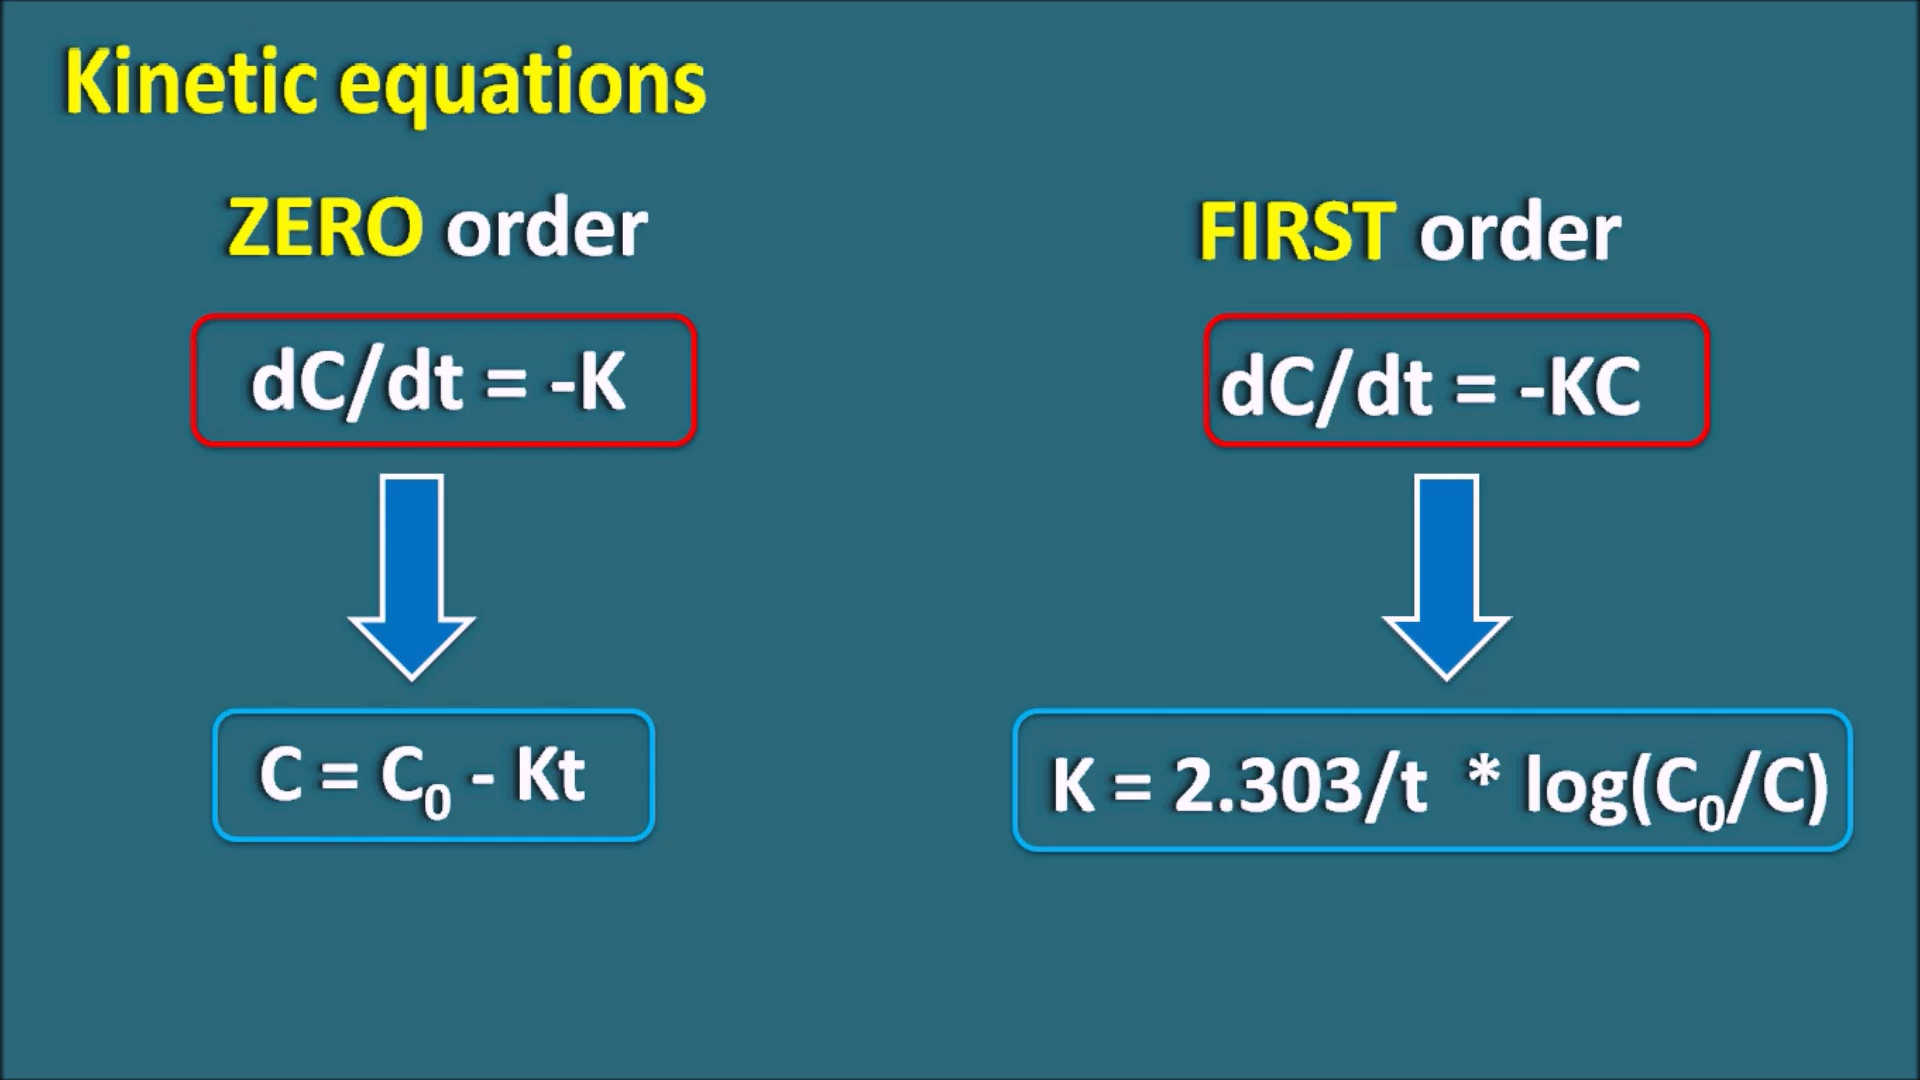 Kinetic equations
ZERO order
dC/dt = -K
C = C₀ - Kt
FIRST order
dC/dt = -KC
K = 2.303/t * log(C₀/C)